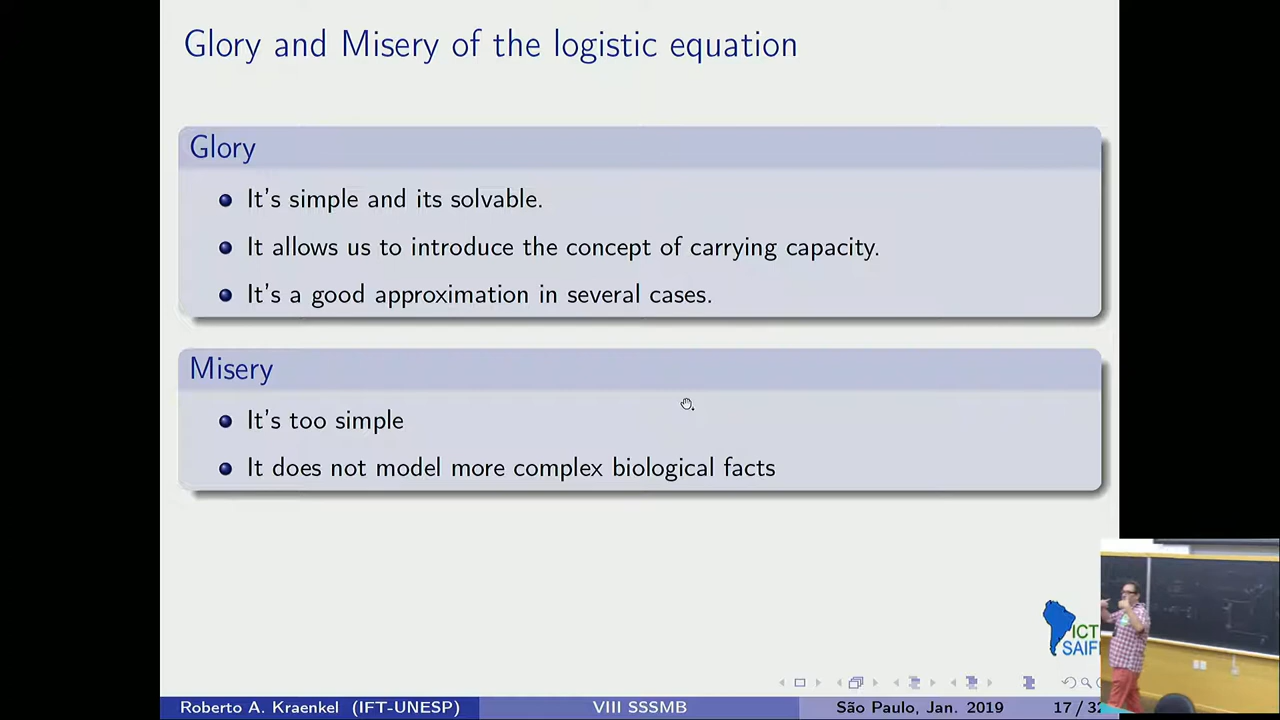 Glory and Misery of the logistic equation
Glory
It's simple and its solvable.
It allows us to introduce the concept of carrying capacity.
It's a good approximation in several cases.
Misery
It's too simple
It does not model more complex biological facts
Roberto A. Kraenkel (IFT-UNESP) VIII SSSMB São Paulo, Jan. 2019 17 / 32